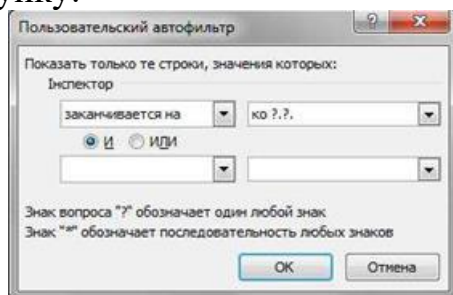 унку.
Пользовательский автофильтр
Показать только те строки, значения которых:
Інспектор
заканчивается на ко ?.?.
И ИЛИ
Знак вопроса "?" обозначает один любой знак
Знак "*" обозначает последовательность любых знаков
ОК Отмена